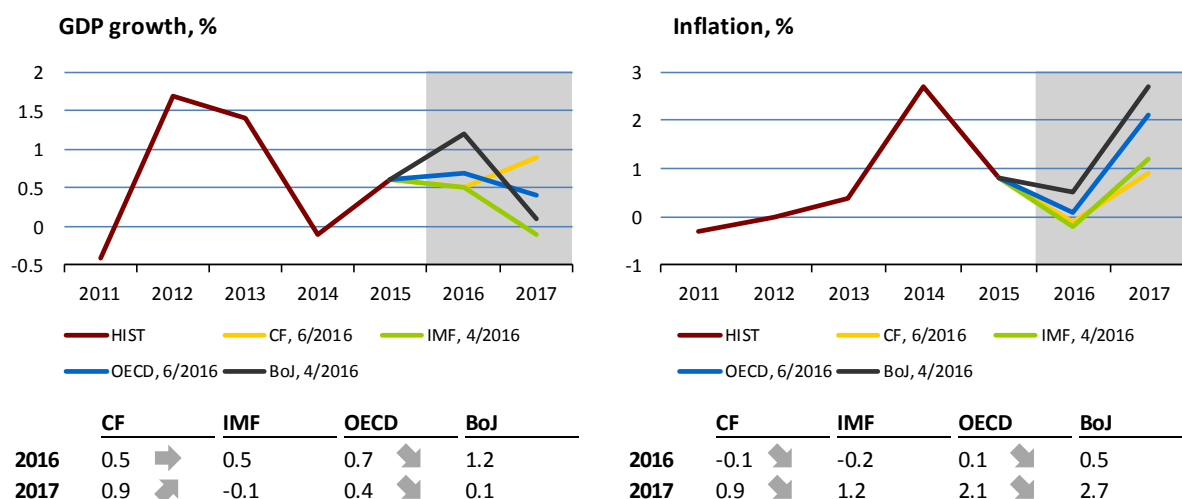 GDP growth, %
2
1.5
1
0.5
0
-0.5
2011 2012 2013 2014 2015 2016 2017
HIST CF, 6/2016 IMF, 4/2016
OECD, 6/2016 BoJ, 4/2016
CF IMF OECD BoJ
2016 0.5 0.5 0.7 1.2
2017 0.9 -0.1 0.4 0.1
Inflation, %
3
2
1
0
-1
2011 2012 2013 2014 2015 2016 2017
HIST CF, 6/2016 IMF, 4/2016
OECD, 6/2016 BoJ, 4/2016
CF IMF OECD BoJ
2016 -0.1 -0.2 0.1 0.5
2017 0.9 1.2 2.1 2.7